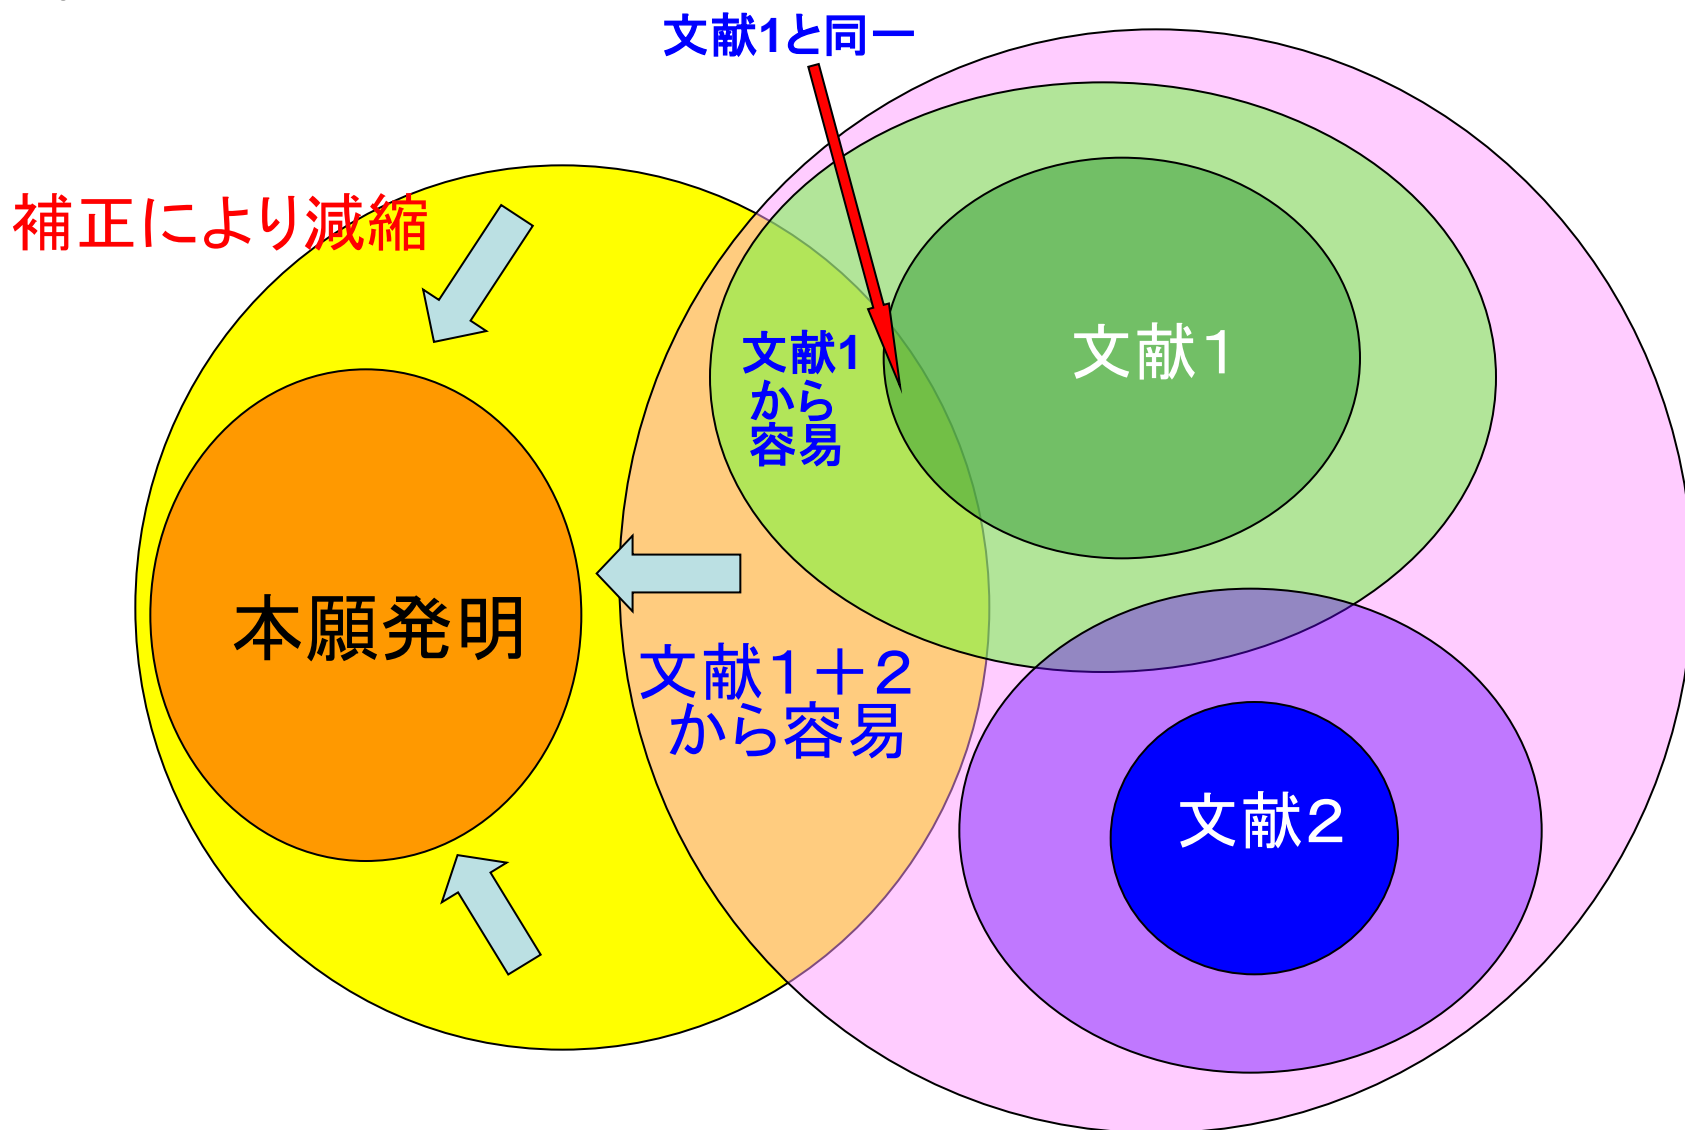 文献1と同一
補正により減縮
文献1
から
容易
文献１
本願発明
文献１＋２
から容易
文献２